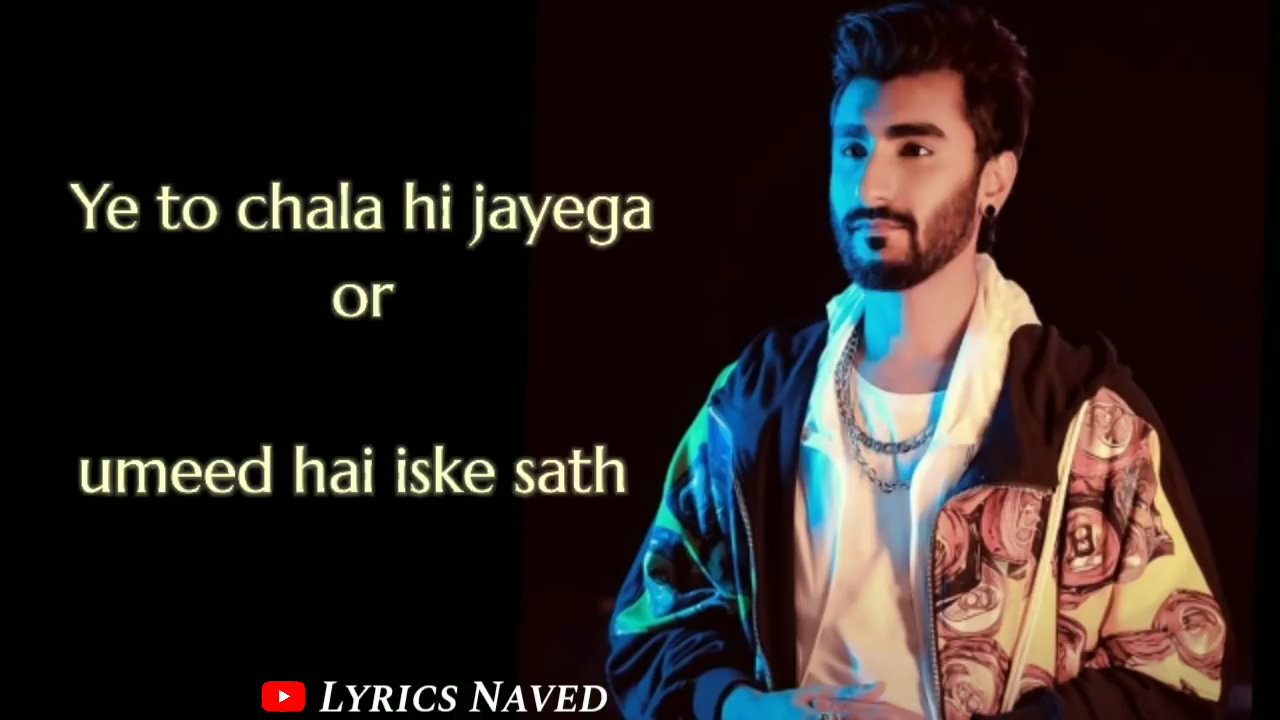 Ye to chala hi jayega
or
umeed hai iske sath
LYRICS NAVED